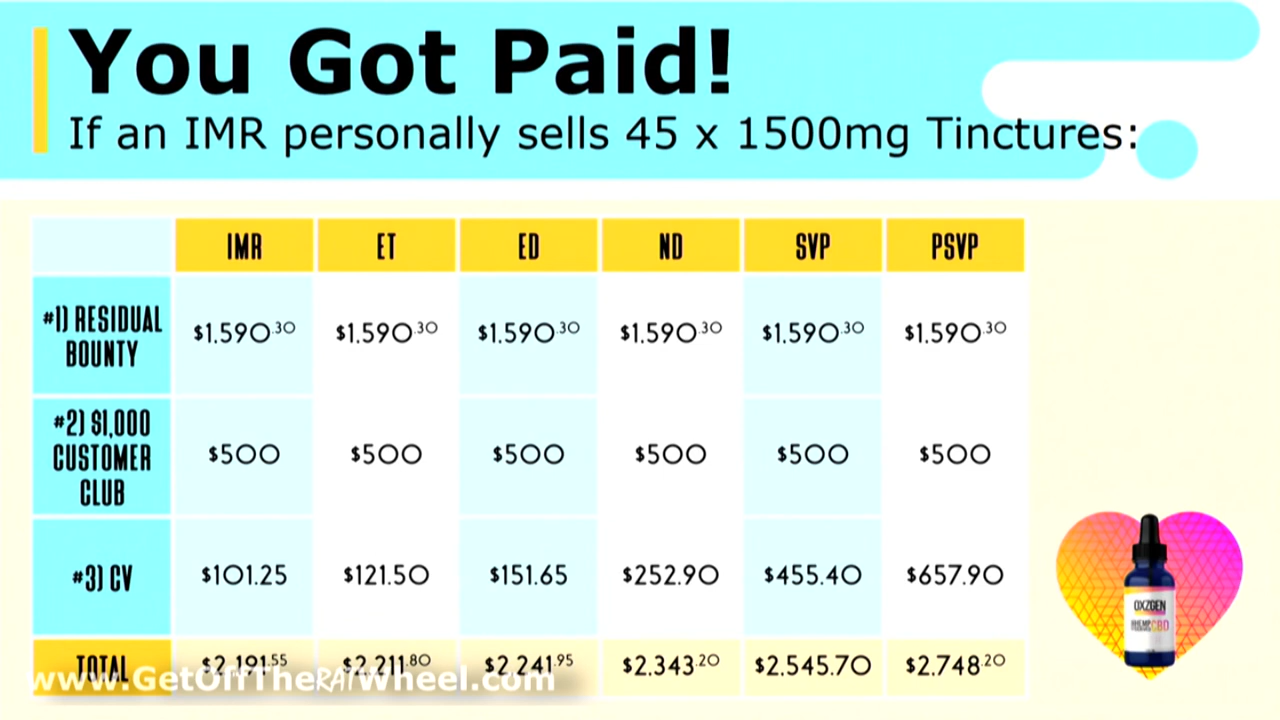 You Got Paid!
If an IMR personally sells 45 x 1500mg Tinctures:
IMR ET ED ND SVP PSVP
#1) RESIDUAL
BOUNTY
$1.590.30 $1.590.30 $1.590.30 $1.590.30 $1.590.30 $1.590.30
#2) $1,000
CUSTOMER
CLUB
$500 $500 $500 $500 $500 $500
#3) CV $101.25 $121.50 $151.65 $252.90 $455.40 $657.90
TOTAL $2.191.55 $2.211.80 $2.241.95 $2.343.20 $2.545.70 $2.748.20
www.GetOffTheRATWheel.com
OXZGEN
CBD